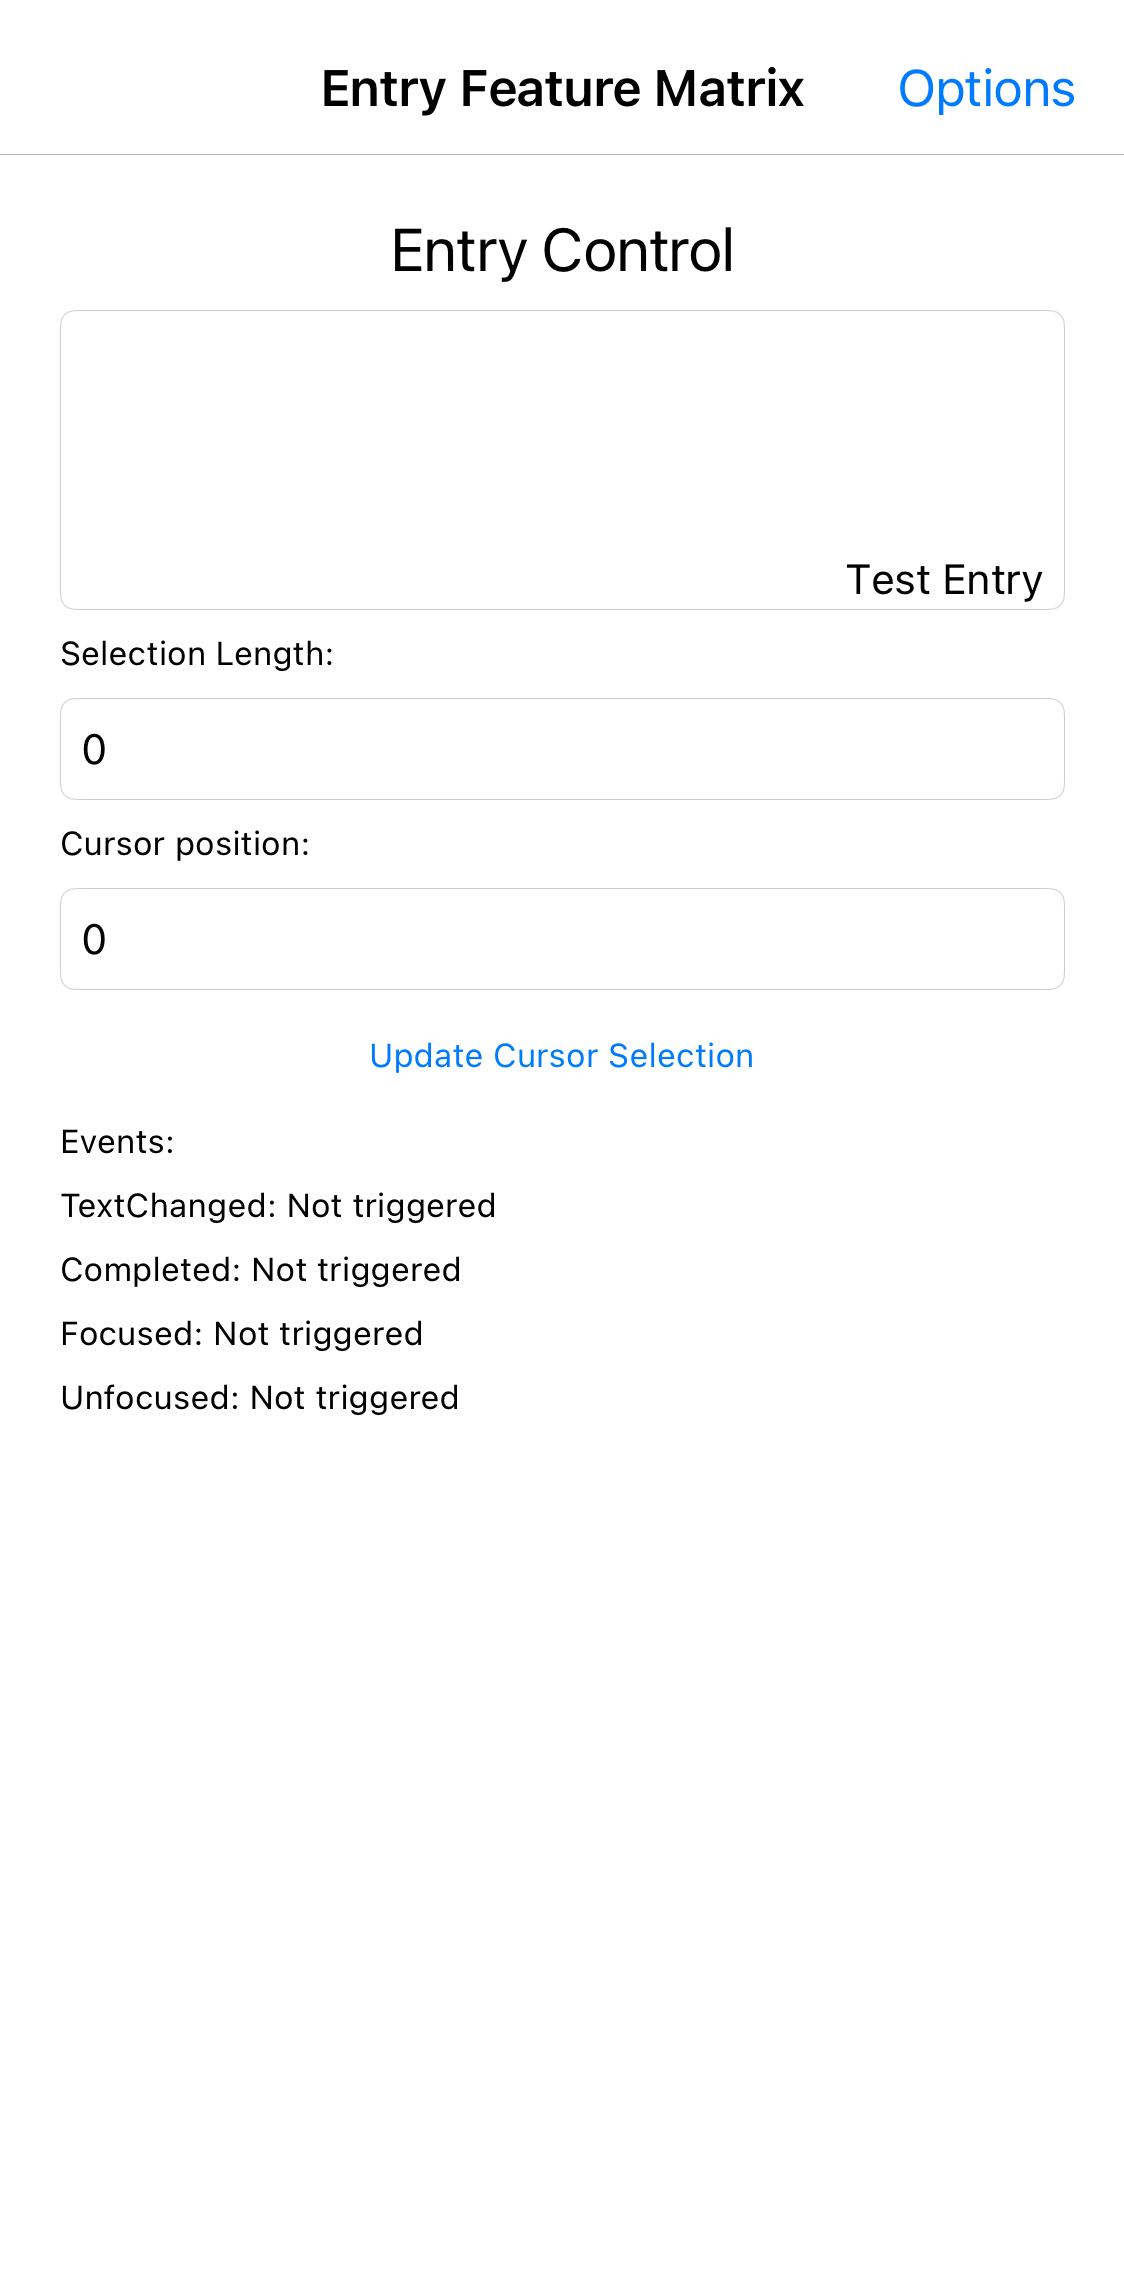 Entry Feature Matrix
Options
Entry Control
Test Entry
Selection Length:
0
Cursor position:
0
Update Cursor Selection
Events:
TextChanged: Not triggered
Completed: Not triggered
Focused: Not triggered
Unfocused: Not triggered